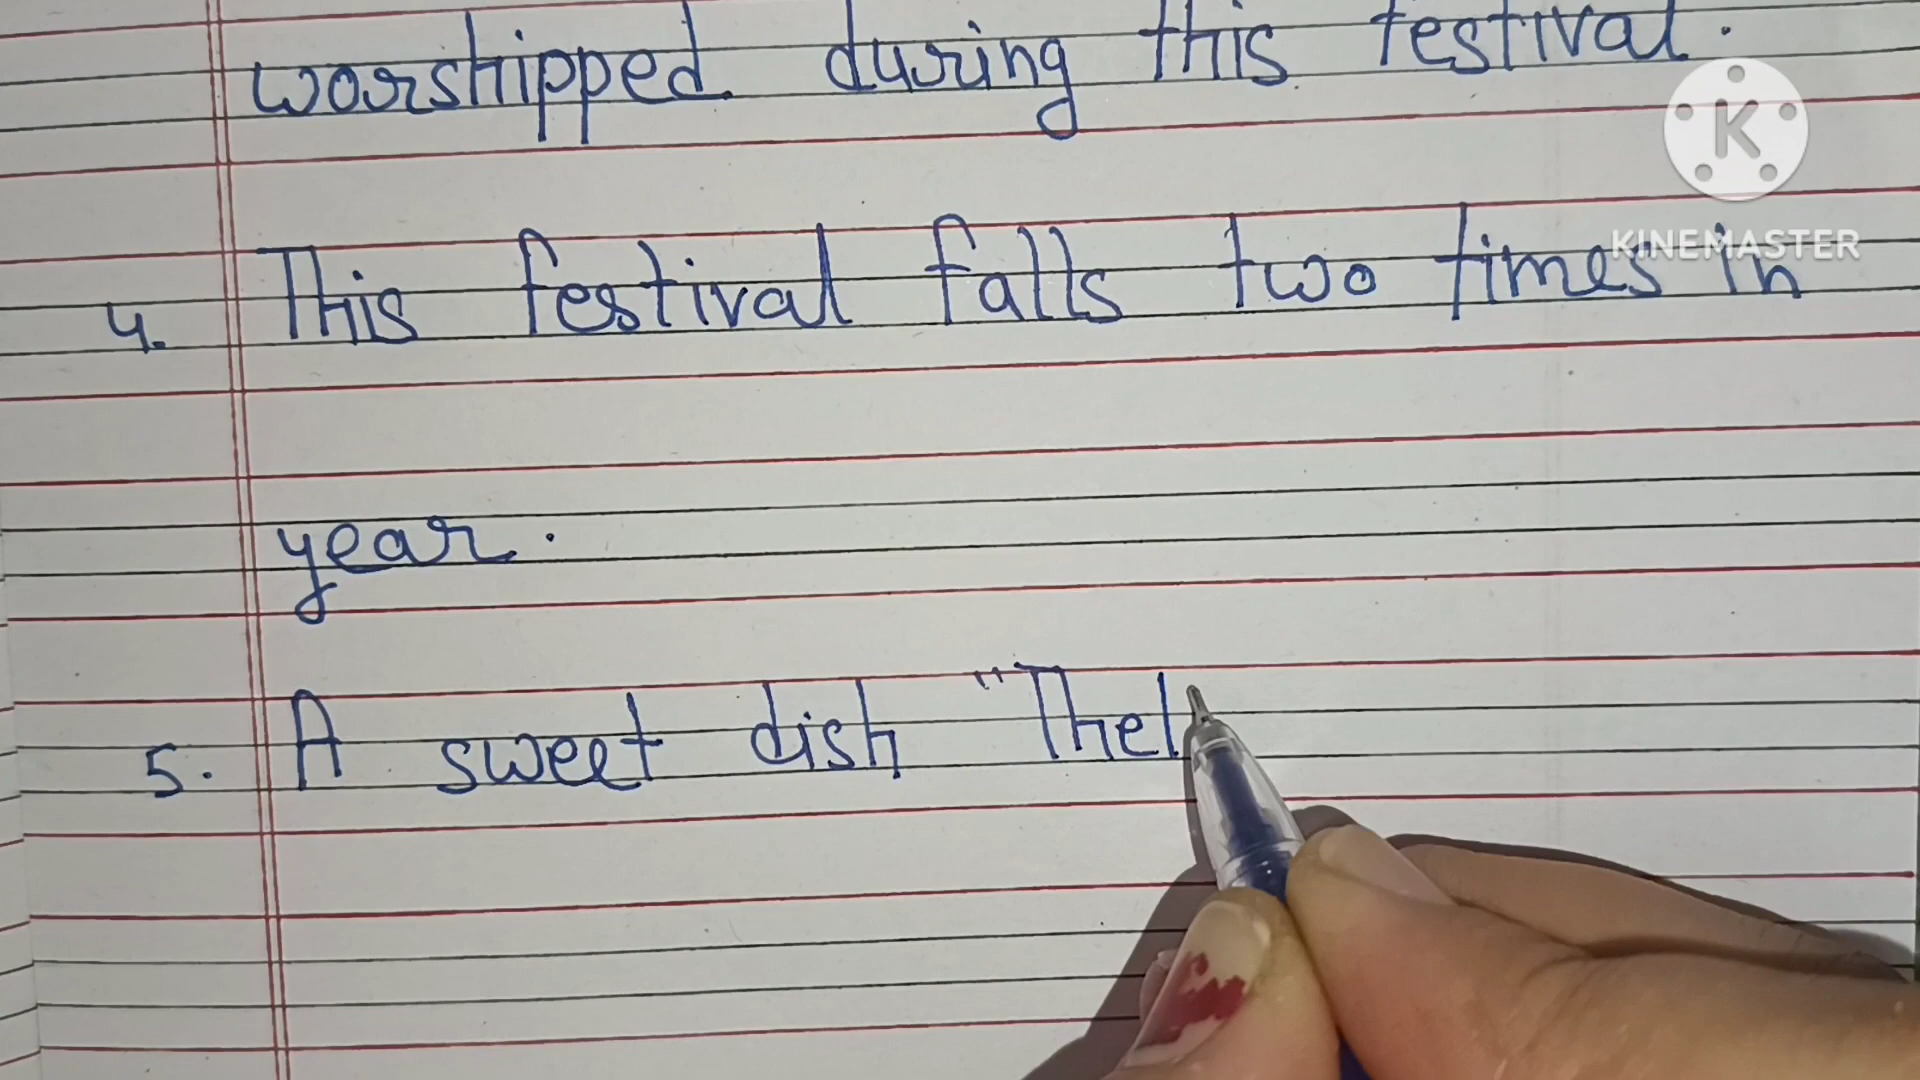 worshipped during this festival.
KINEMASTER
4. This festival falls two times in
year.
5. A sweet dish "Thel